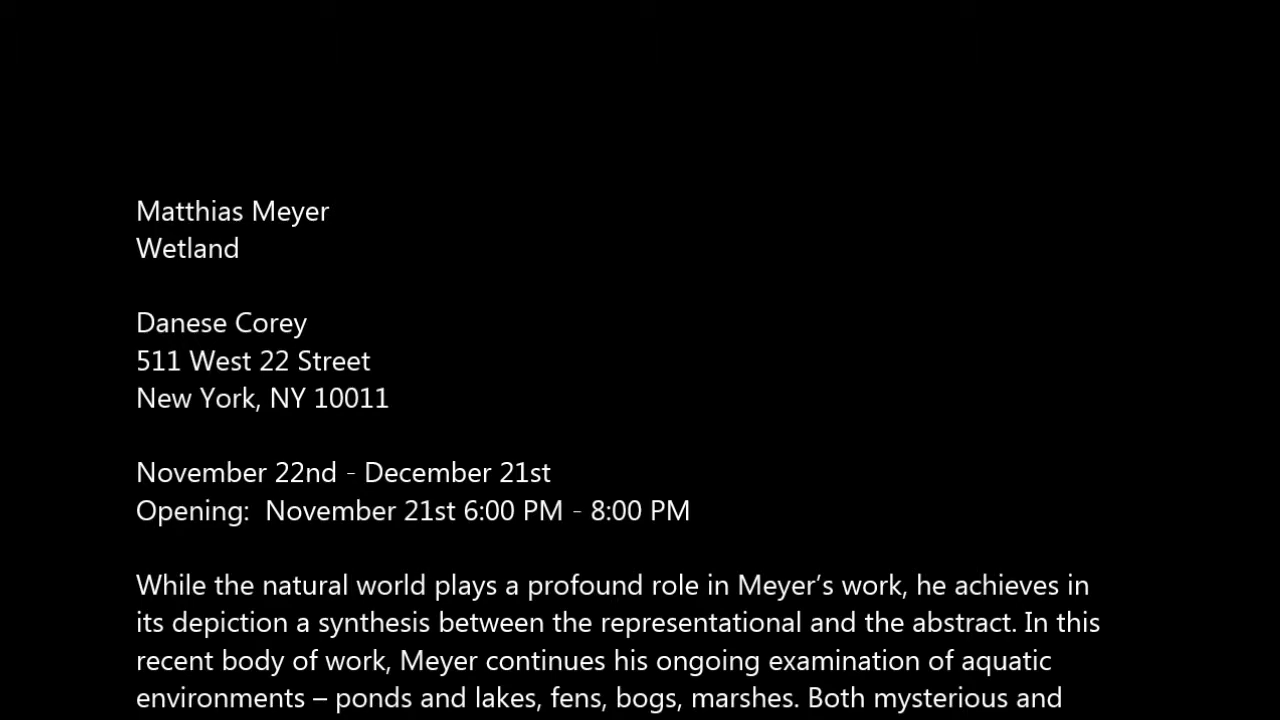 Matthias Meyer
Wetland
Danese Corey
511 West 22 Street
New York, NY 10011
November 22nd - December 21st
Opening:  November 21st 6:00 PM - 8:00 PM
While the natural world plays a profound role in Meyer’s work, he achieves in
its depiction a synthesis between the representational and the abstract. In this
recent body of work, Meyer continues his ongoing examination of aquatic
environments – ponds and lakes, fens, bogs, marshes. Both mysterious and